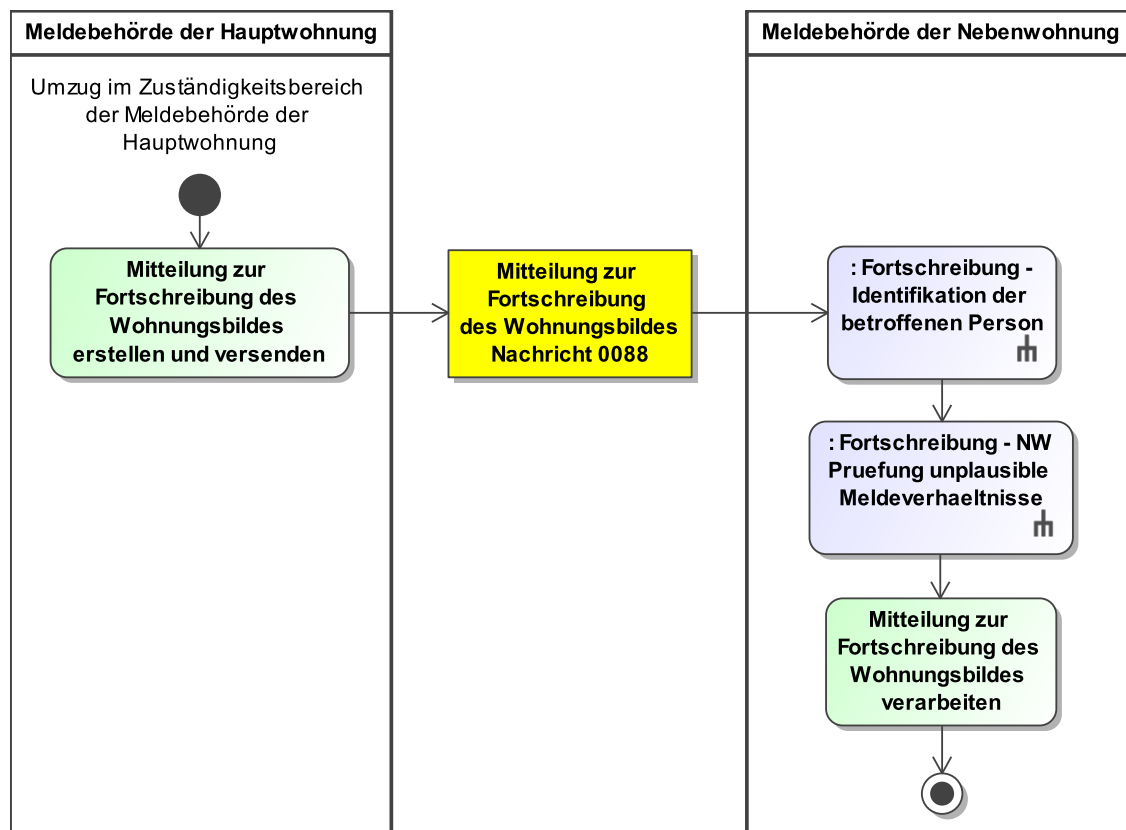 Meldebehörde der Hauptwohnung
Meldebehörde der Nebenwohnung
Umzug im Zuständigkeitsbereich
der Meldebehörde der
Hauptwohnung
Mitteilung zur
Fortschreibung des
Wohnungsbildes
erstellen und versenden
Mitteilung zur
Fortschreibung
des Wohnungsbildes
Nachricht 0088
: Fortschreibung -
Identifikation der
betroffenen Person
: Fortschreibung - NW
Pruefung unplausible
Meldeverhaeltnisse
Mitteilung zur
Fortschreibung des
Wohnungsbildes
verarbeiten